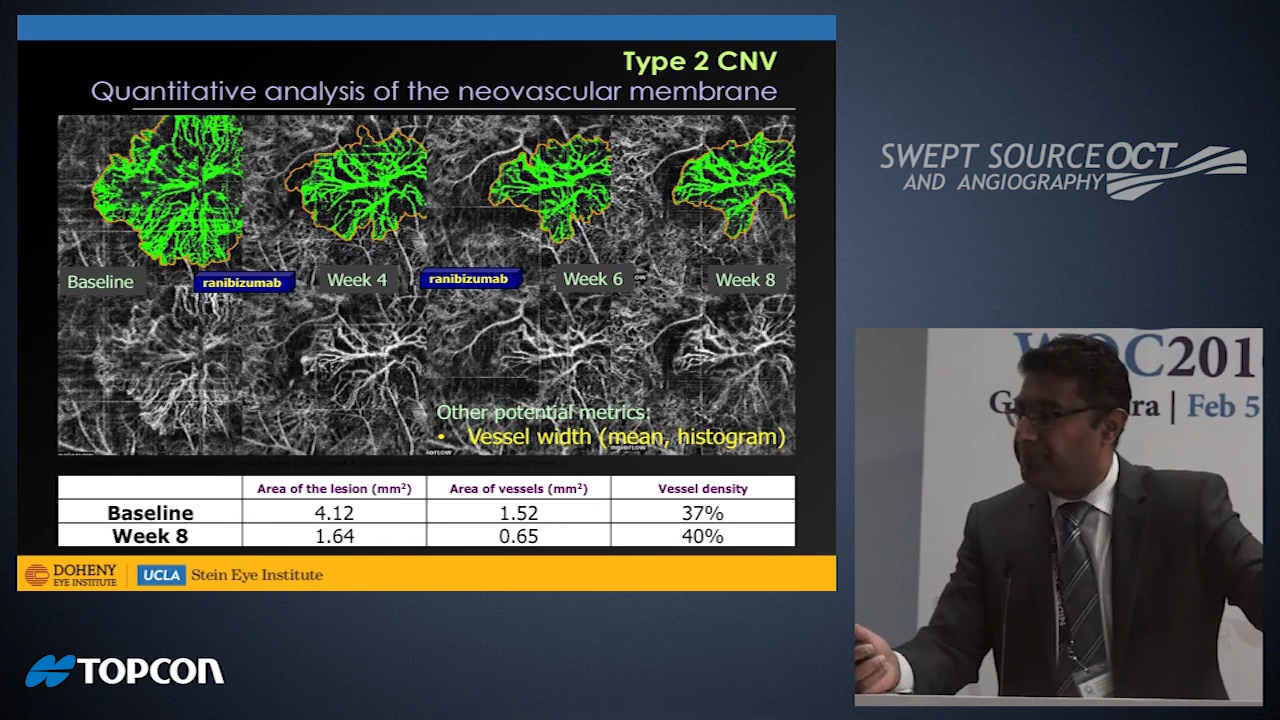 Type 2 CNV
Quantitative analysis of the neovascular membrane
Baseline
ranibizumab
Week 4
ranibizumab
Week 6
Week 8
Other potential metrics:
• Vessel width (mean, histogram)
Area of the lesion (mm²) Area of vessels (mm²) Vessel density
Baseline 4.12 1.52 37%
Week 8 1.64 0.65 40%
DOHENY
EYE INSTITUTE
UCLA Stein Eye Institute
TOPCON
SWEPT SOURCE OCT
AND ANGIOGRAPHY
WOC201
Feb 5